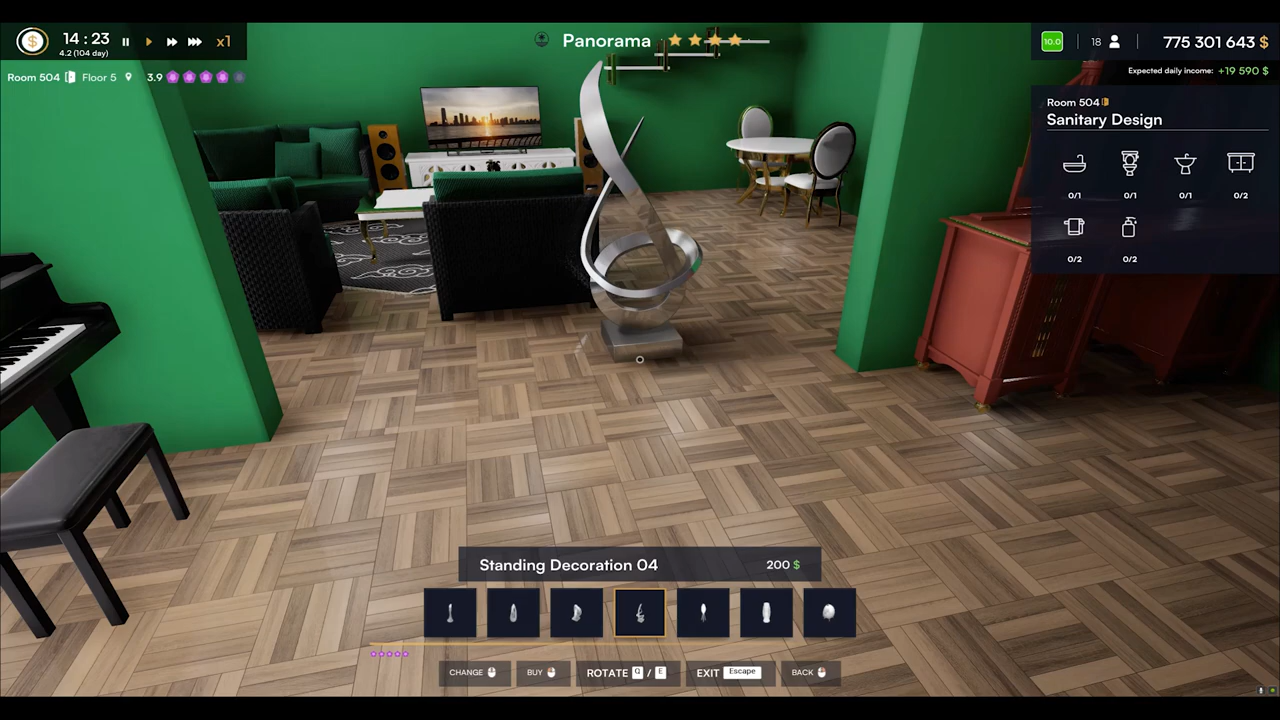 14 : 23
x1
4.2 (104 day)
Panorama
10.0
18
775 301 643 $
Room 504
Floor 5
3.9
Expected daily income: +19 590 $
Room 504
Sanitary Design
0/1
0/1
0/1
0/2
0/2
0/2
Standing Decoration 04
200 $
CHANGE
BUY
ROTATE Q / E
EXIT Escape
BACK